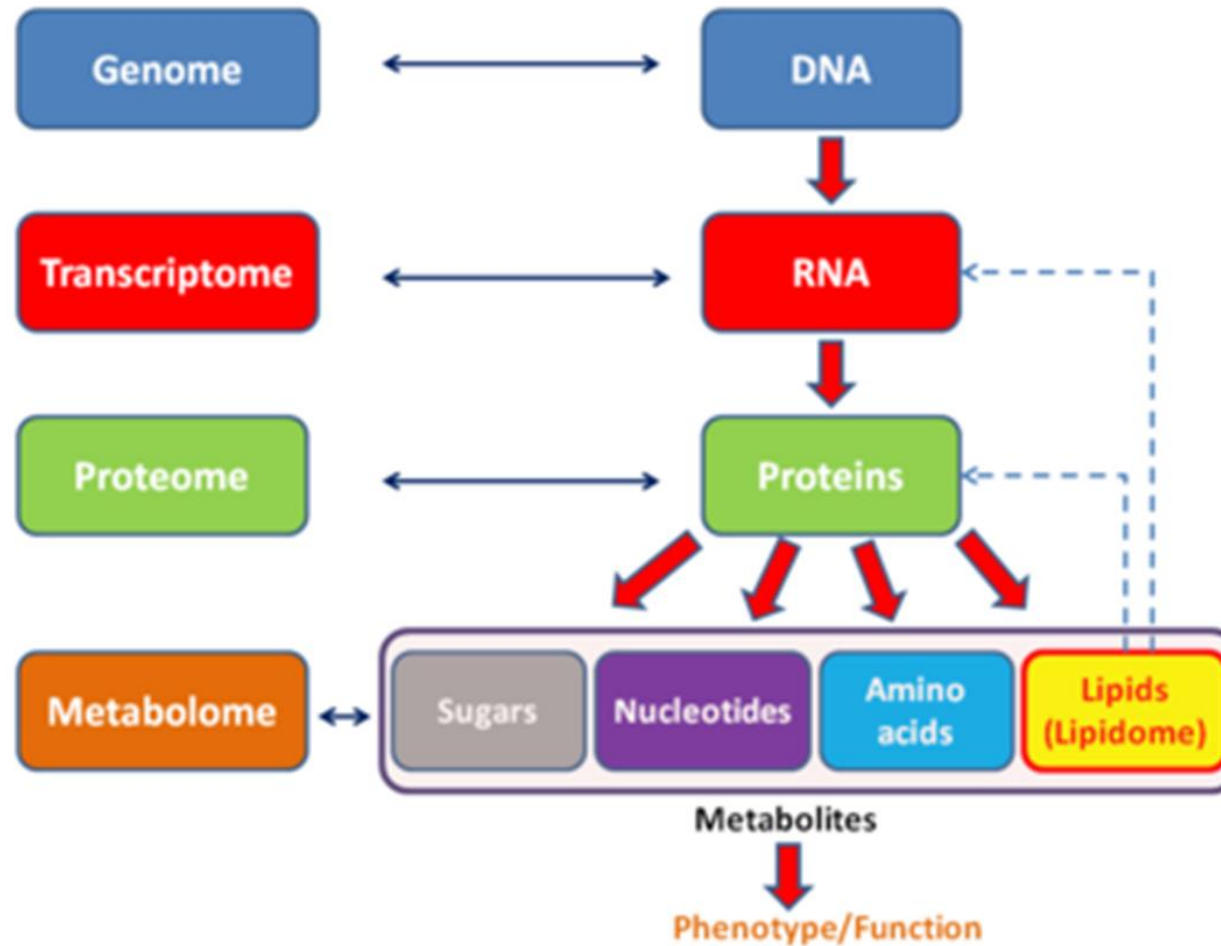 Genome
DNA
Transcriptome
RNA
Proteome
Proteins
Metabolome
Sugars
Nucleotides
Amino
acids
Lipids
(Lipidome)
Metabolites
Phenotype/Function